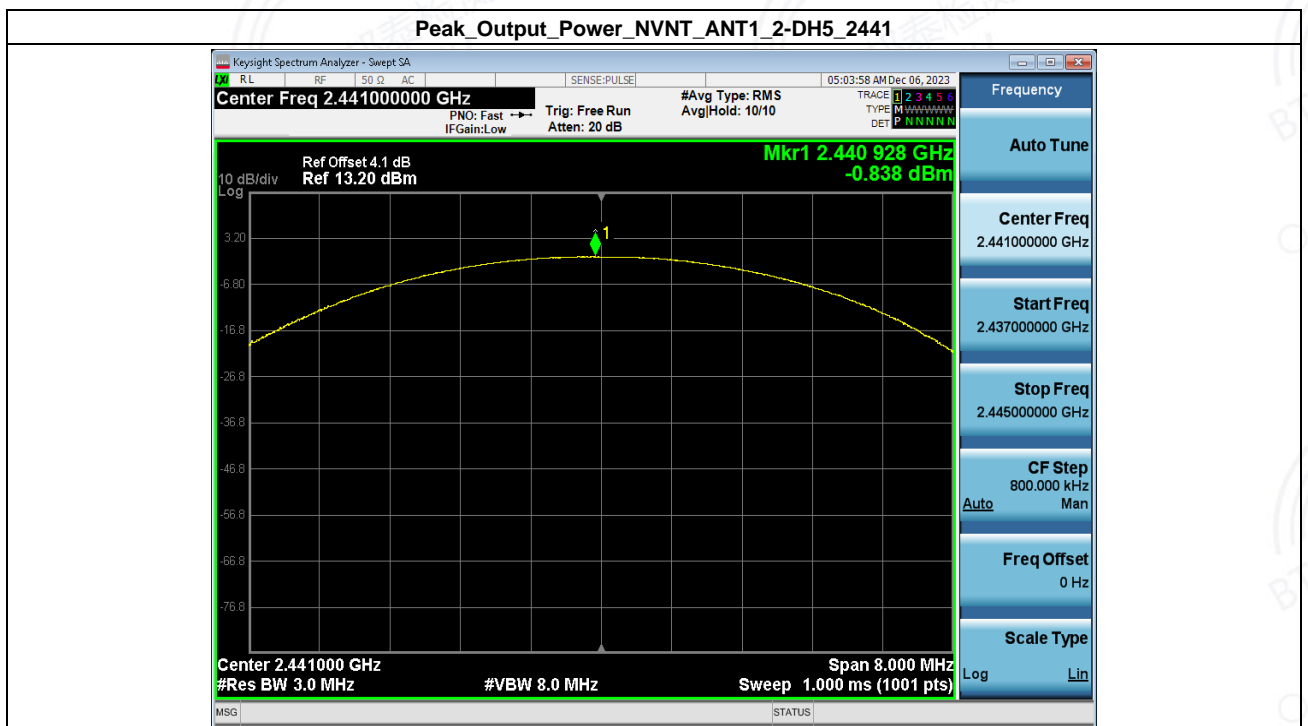 Peak_Output_Power_NVNT_ANT1_2-DH5_2441
Keysight Spectrum Analyzer - Swept SA
LXI RL RF 50 Ω AC SENSE:PULSE 05:03:58 AM Dec 06, 2023
Center Freq 2.441000000 GHz
PNO: Fast
IFGain:Low
Trig: Free Run
Atten: 20 dB
#Avg Type: RMS
Avg|Hold: 10/10
TRACE 1 2 3 4 5 6
TYPE M WWWWW
DET P N N N N N
Mkr1 2.440 928 GHz
-0.838 dBm
Ref Offset 4.1 dB
10 dB/div Ref 13.20 dBm
Log
1
3.20
-6.80
-16.8
-26.8
-36.8
-46.8
-56.8
-66.8
-76.8
Center 2.441000 GHz Span 8.000 MHz
#Res BW 3.0 MHz #VBW 8.0 MHz Sweep 1.000 ms (1001 pts)
MSG STATUS
Frequency
Auto Tune
Center Freq
2.441000000 GHz
Start Freq
2.437000000 GHz
Stop Freq
2.445000000 GHz
CF Step
800.000 kHz
Auto Man
Freq Offset
0 Hz
Scale Type
Log Lin